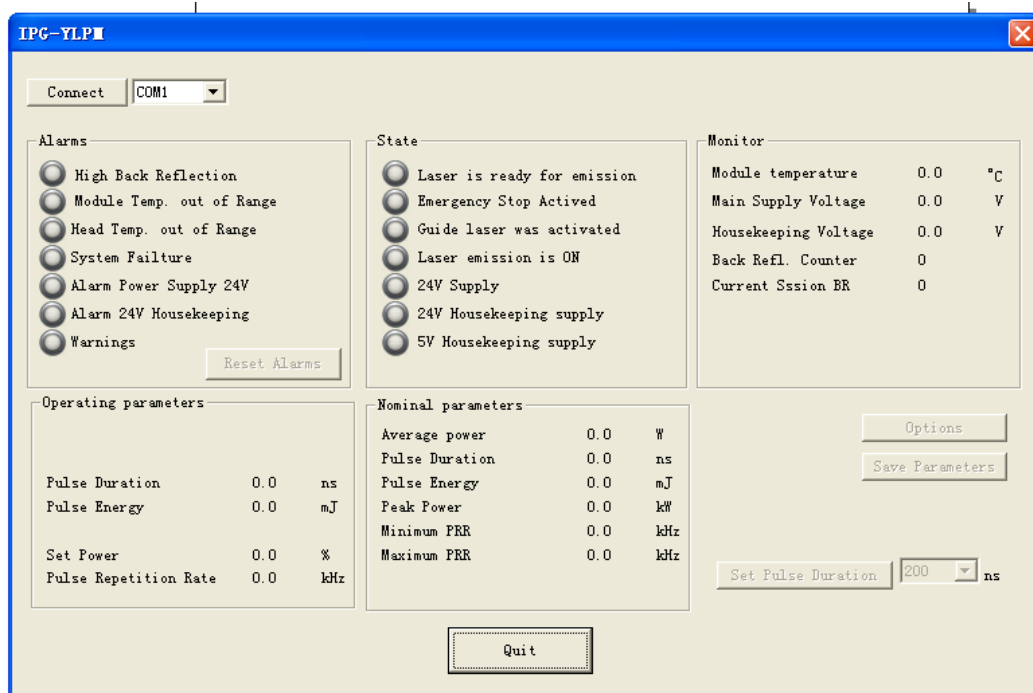 IPG-YLPM
Connect COM1
Alarms
High Back Reflection
Module Temp. out of Range
Head Temp. out of Range
System Failture
Alarm Power Supply 24V
Alarm 24V Housekeeping
Warnings
Reset Alarms
State
Laser is ready for emission
Emergency Stop Actived
Guide laser was activated
Laser emission is ON
24V Supply
24V Housekeeping supply
5V Housekeeping supply
Monitor
Module temperature 0.0 °C
Main Supply Voltage 0.0 V
Housekeeping Voltage 0.0 V
Back Refl. Counter 0
Current Sssion BR 0
Operating parameters
Pulse Duration 0.0 ns
Pulse Energy 0.0 mJ
Set Power 0.0 %
Pulse Repetition Rate 0.0 kHz
Nominal parameters
Average power 0.0 W
Pulse Duration 0.0 ns
Pulse Energy 0.0 mJ
Peak Power 0.0 kW
Minimum PRR 0.0 kHz
Maximum PRR 0.0 kHz
Options
Save Parameters
Set Pulse Duration 200 ns
Quit